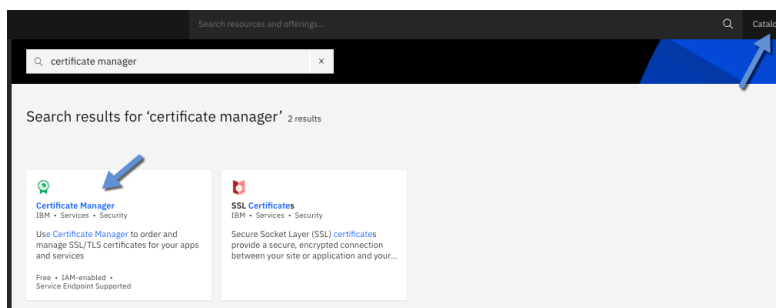 Search resources and offerings...
Catalo
certificate manager ×
Search results for ‘certificate manager’ 2 results
Certificate Manager
IBM • Services • Security
Use Certificate Manager to order and
manage SSL/TLS certificates for your apps
and services
Free • IAM-enabled •
Service Endpoint Supported
SSL Certificates
IBM • Services • Security
Secure Socket Layer (SSL) certificates
provide a secure, encrypted connection
between your site or application and your...